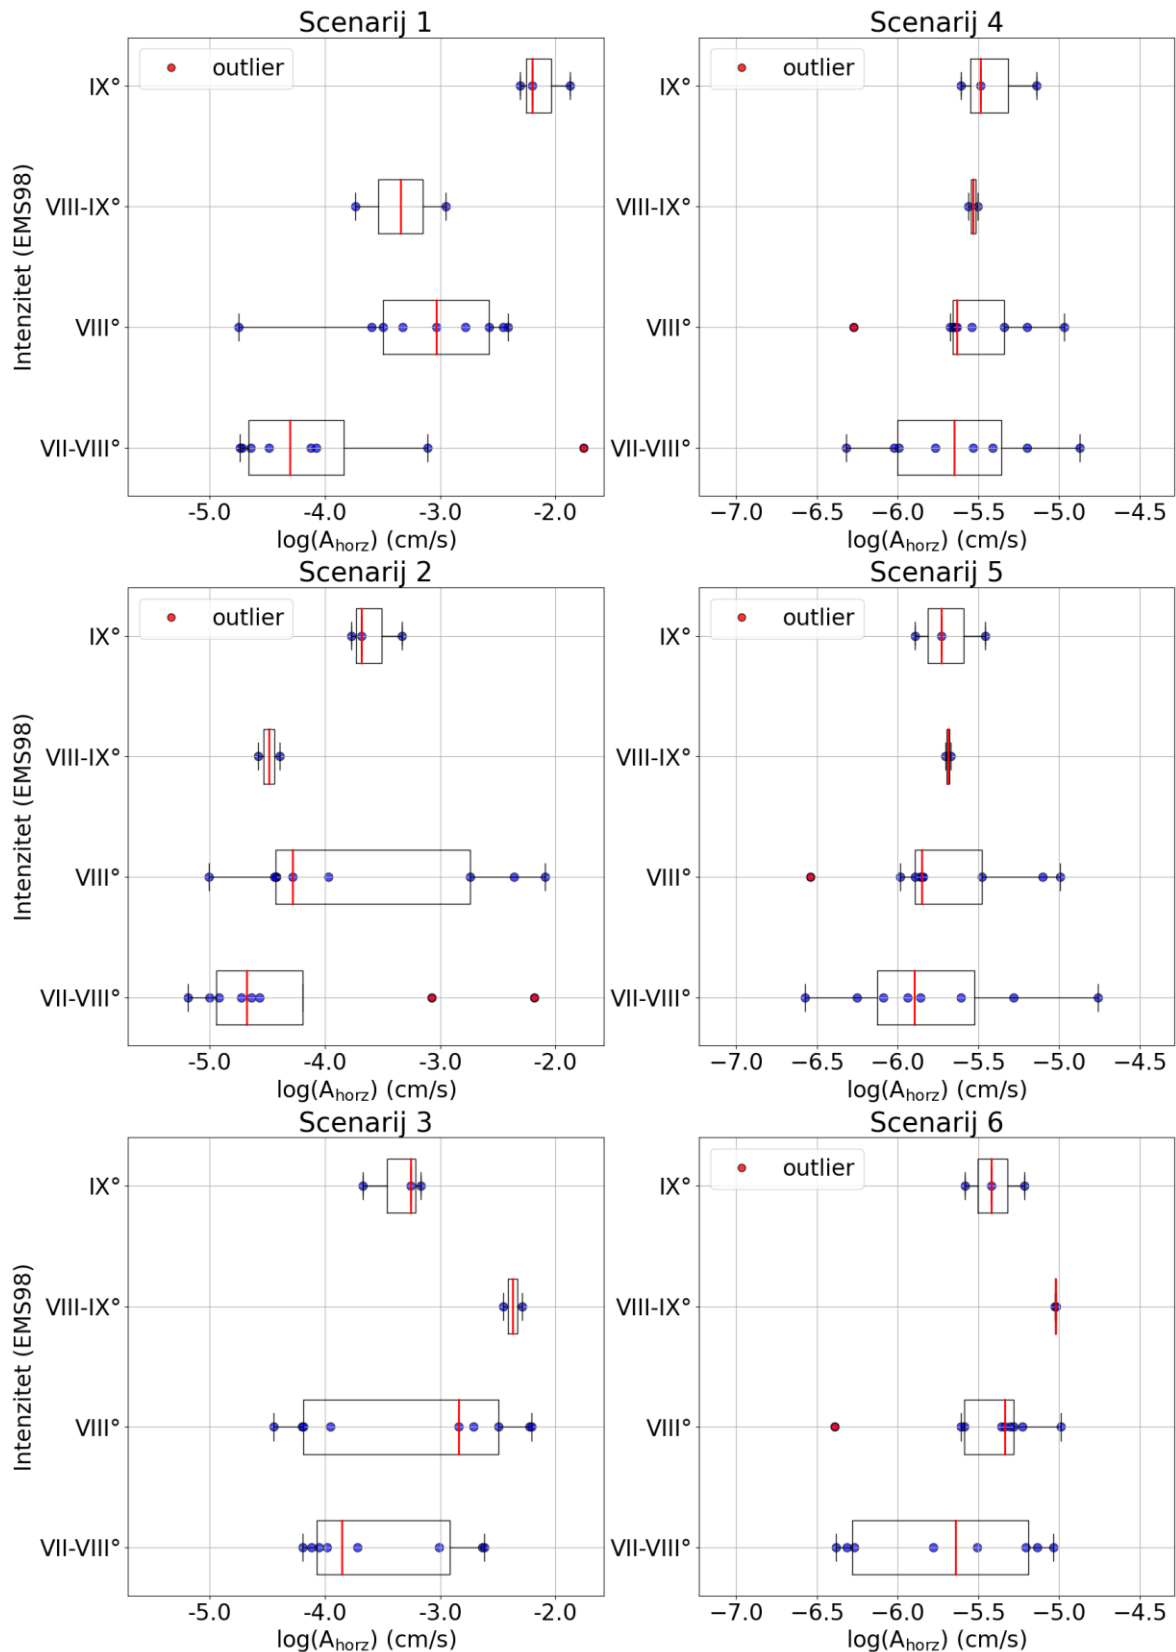 Scenarij 1
outlier
IX°
VIII-IX°
VIII°
VII-VIII°
Intenzitet (EMS98)
-5.0 -4.0 -3.0 -2.0
log(A_horz) (cm/s)
Scenarij 4
outlier
IX°
VIII-IX°
VIII°
VII-VIII°
−7.0 −6.5 −6.0 −5.5 −5.0 −4.5
log(A_horz) (cm/s)
Scenarij 2
outlier
IX°
VIII-IX°
VIII°
VII-VIII°
Intenzitet (EMS98)
-5.0 -4.0 -3.0 -2.0
log(A_horz) (cm/s)
Scenarij 5
outlier
IX°
VIII-IX°
VIII°
VII-VIII°
−7.0 −6.5 −6.0 −5.5 −5.0 −4.5
log(A_horz) (cm/s)
Scenarij 3
IX°
VIII-IX°
VIII°
VII-VIII°
Intenzitet (EMS98)
-5.0 -4.0 -3.0 -2.0
log(A_horz) (cm/s)
Scenarij 6
outlier
IX°
VIII-IX°
VIII°
VII-VIII°
−7.0 −6.5 −6.0 −5.5 −5.0 −4.5
log(A_horz) (cm/s)